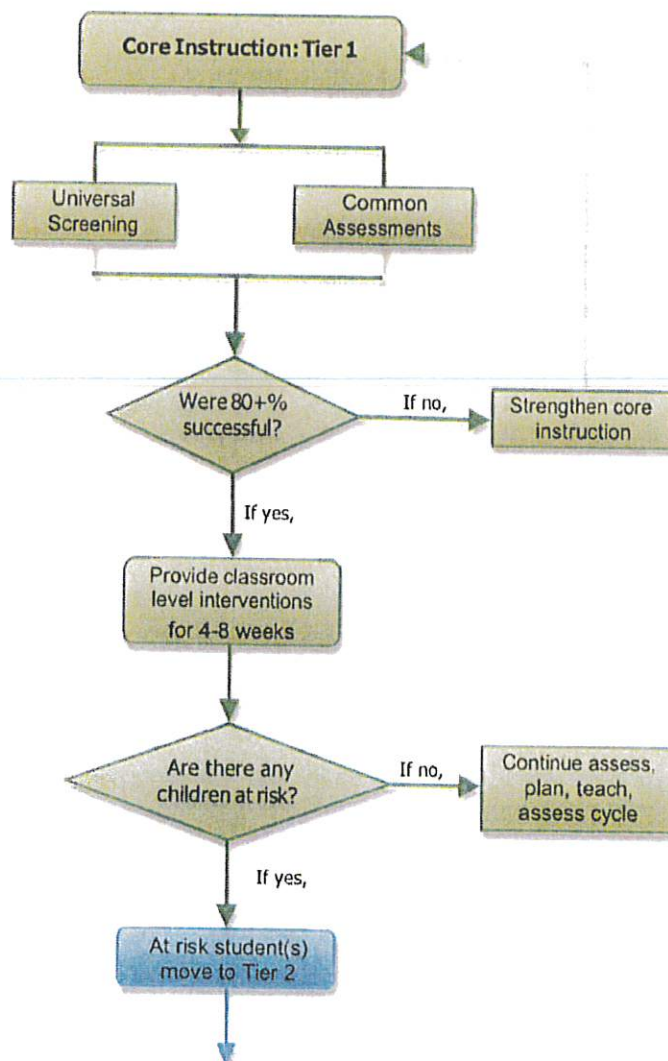 Core Instruction: Tier 1
Universal
Screening
Common
Assessments
Were 80+%
successful?
If no,
Strengthen core
instruction
If yes,
Provide classroom
level interventions
for 4-8 weeks
Are there any
children at risk?
If no,
Continue assess,
plan, teach,
assess cycle
If yes,
At risk student(s)
move to Tier 2